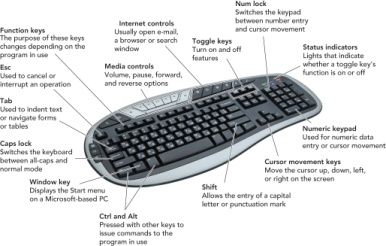 Num lock
Switches the keypad
between number entry
and cursor movement
Internet controls
Usually open e-mail,
a browser or search
window
Function keys
The purpose of these keys
changes depending on the
program in use
Toggle keys
Turn on and off
features
Status indicators
Lights that indicate
whether a toggle key's
function is on or off
Esc
Used to cancel or
interrupt an operation
Media controls
Volume, pause, forward,
and reverse options
Tab
Used to indent text
or navigate forms
or tables
Caps lock
Switches the keyboard
between all-caps and
normal mode
Numeric keypad
Used for numeric data
entry or cursor movement
Cursor movement keys
Move the cursor up, down, left,
or right on the screen
Window key
Displays the Start menu
on a Microsoft-based PC
Shift
Allows the entry of a capital
letter or punctuation mark
Ctrl and Alt
Pressed with other keys to
issue commands to the
program in use